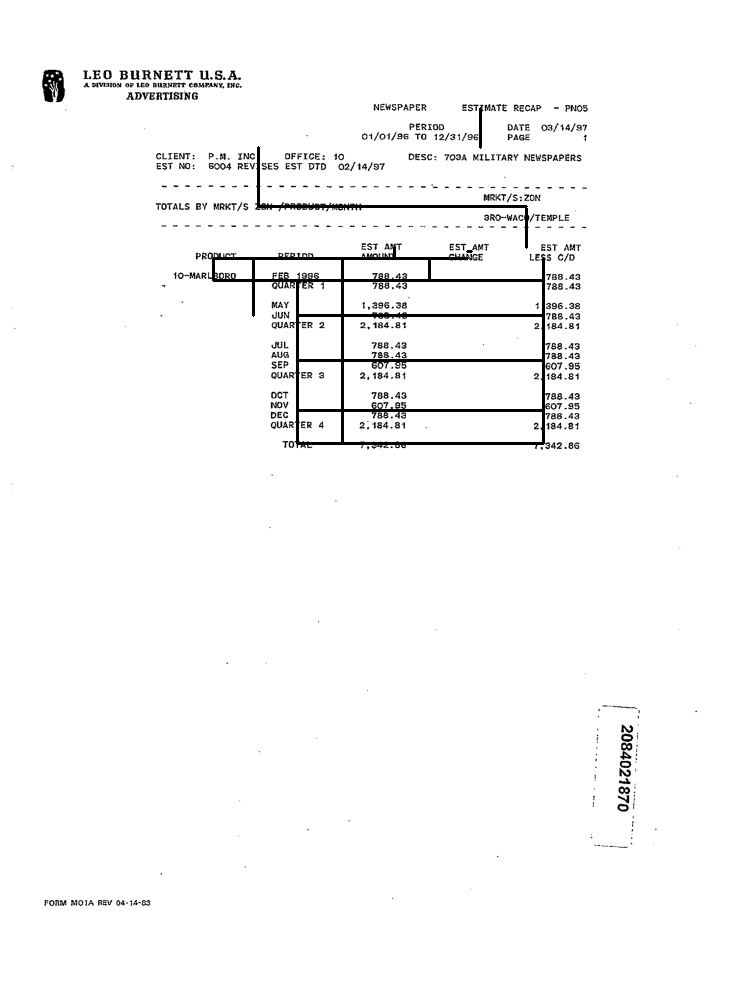 LEO BURNETT U.S.A.
A DIVISION OF LEO BURNETT COMPANY, INC.
ADVERTISING
NEWSPAPER ESTIMATE RECAP - PN05
PERIOD DATE 03/14/97
01/01/96 TO 12/31/96 PAGE 1
CLIENT: P.M. INC OFFICE: 10 DESC: 703A MILITARY NEWSPAPERS
EST NO: 6004 REVISES EST DTD 02/14/97
MRKT/S:ZON
TOTALS BY MRKT/S ZON /PRODUCT/MONTH
3RO-WACO/TEMPLE
EST AMT EST AMT EST AMT
PRODUCT PERIOD AMOUNT CHANGE LESS C/D
10-MARLBORO FEB 1996 788.43 788.43
QUARTER 1 788.43 788.43
MAY 1,396.38 1,396.38
JUN 788.43 788.43
QUARTER 2 2,184.81 2,184.81
JUL 788.43 788.43
AUG 788.43 788.43
SEP 607.95 607.95
QUARTER 3 2,184.81 2,184.81
OCT 788.43 788.43
NOV 607.95 607.95
DEC 788.43 788.43
QUARTER 4 2,184.81 2,184.81
TOTAL 7,342.86 7,342.86
2084021870
FORM M01A REV 04-14-83